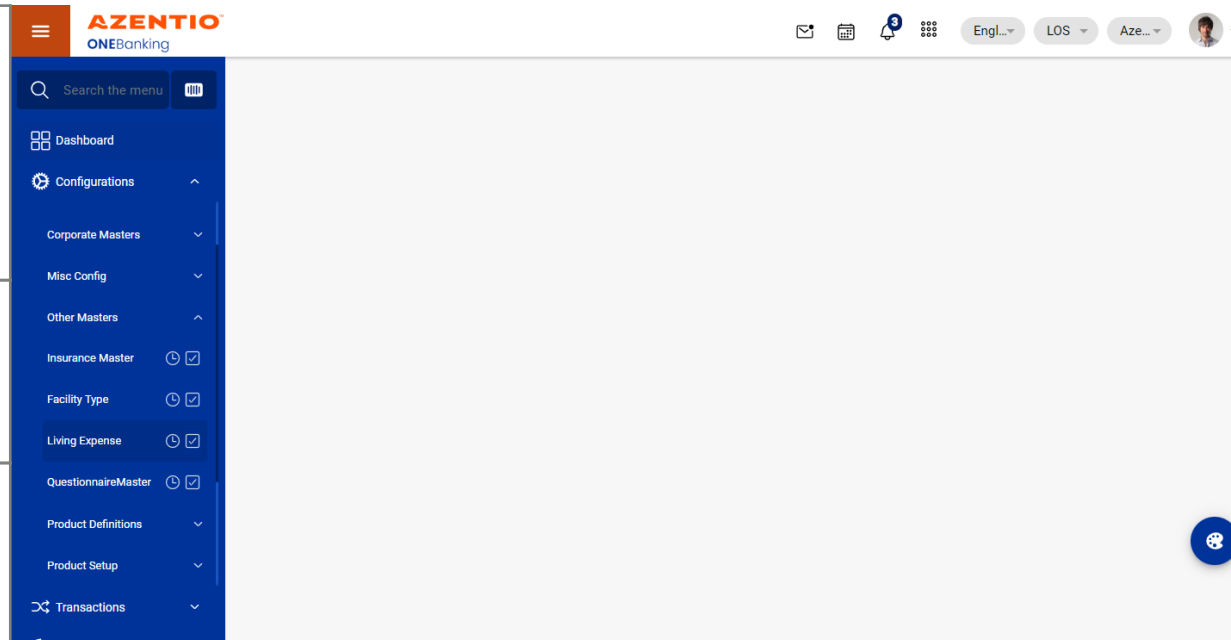 AZENTIO
ONEBanking
3
Engl...
LOS
Aze...
Search the menu
Dashboard
Configurations
Corporate Masters
Misc Config
Other Masters
Insurance Master
Facility Type
Living Expense
QuestionnaireMaster
Product Definitions
Product Setup
Transactions